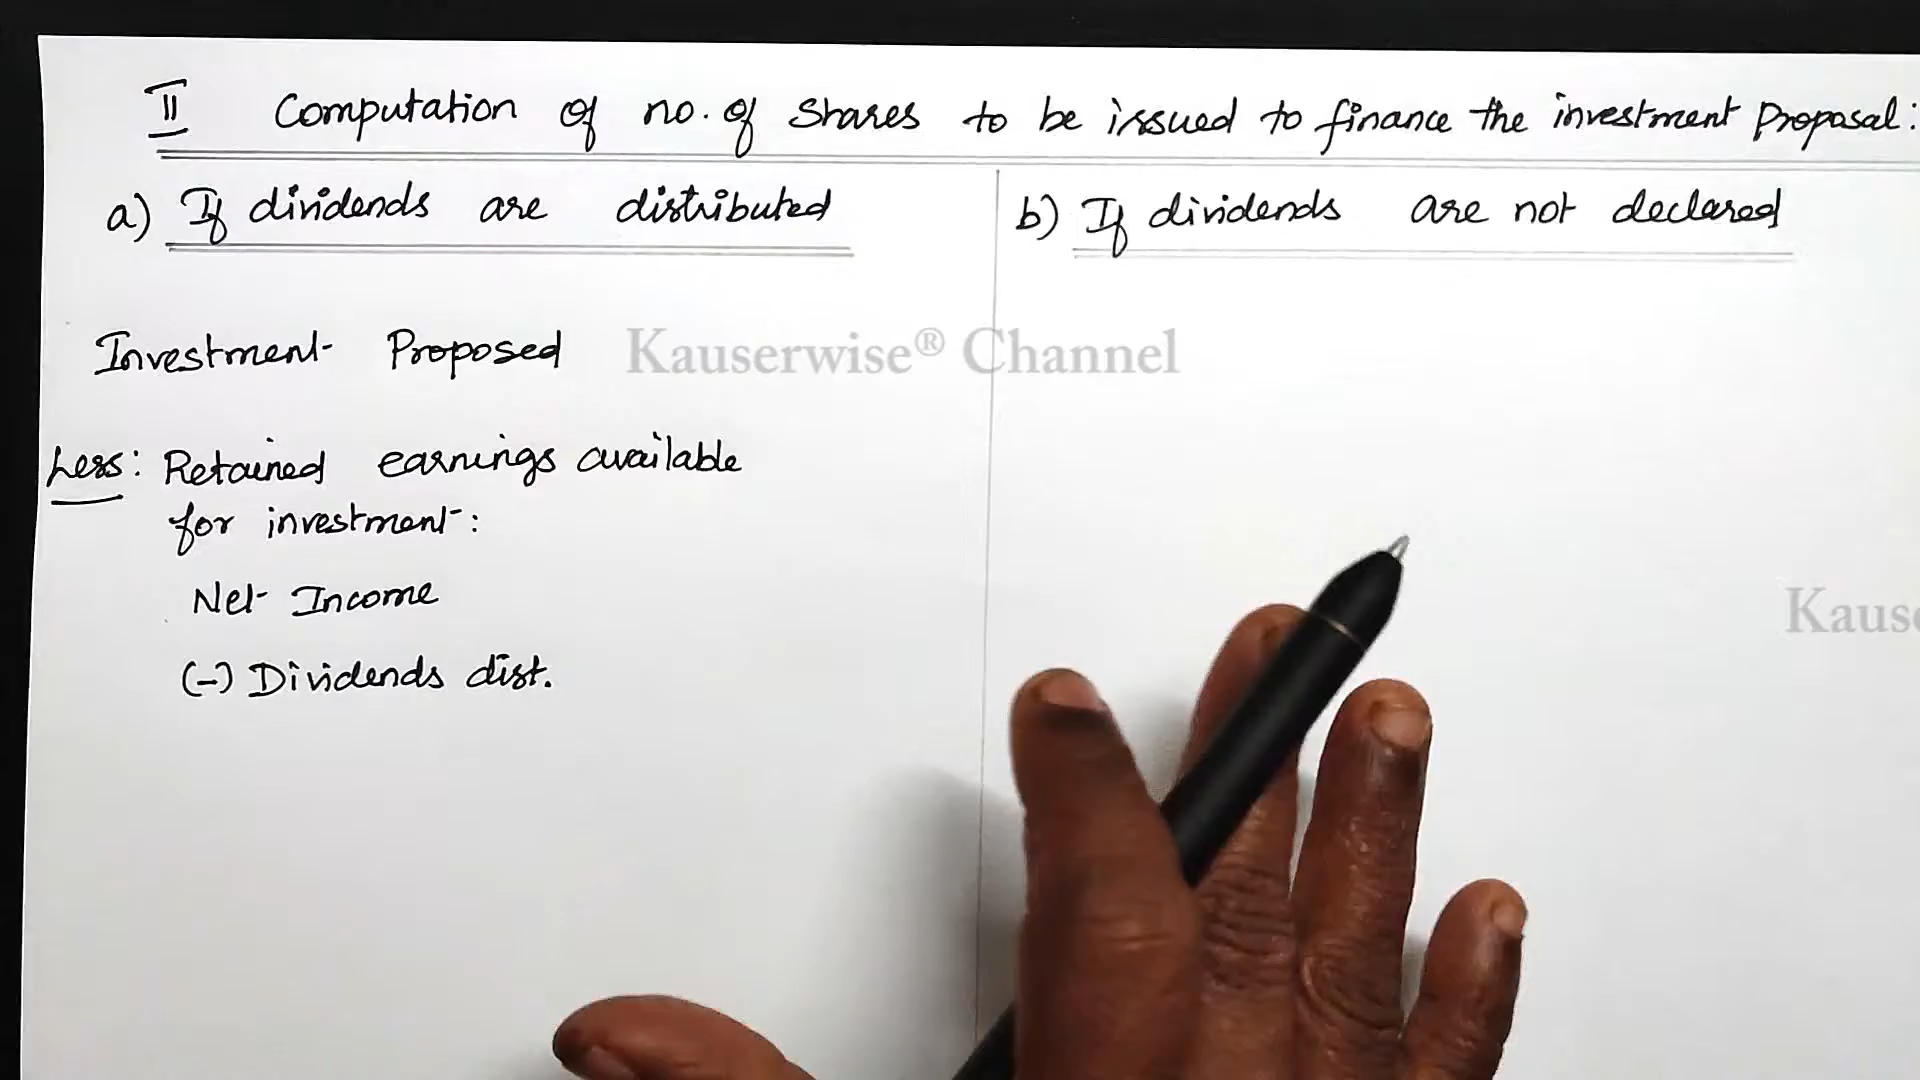 II Computation of no. of Shares to be issued to finance the investment Proposal:
a) If dividends are distributed
b) If dividends are not declared
Investment Proposed
Kauserwise® Channel
Less: Retained earnings available
for investment:
Net Income
(-) Dividends dist.